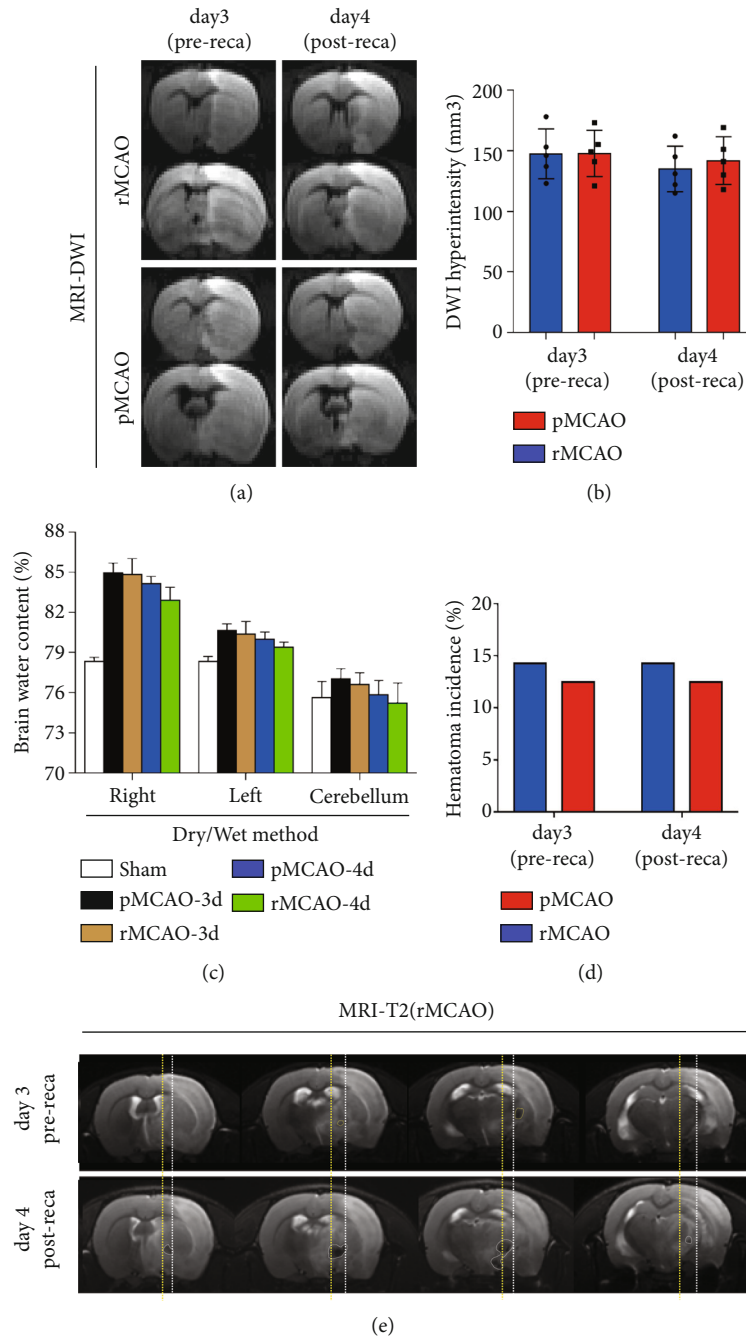 day3
(pre-reca)
day4
(post-reca)
MRI-DWI
rMCAO
pMCAO
(a)
DWI hyperintensity (mm3)
200
150
100
50
0
day3
(pre-reca)
day4
(post-reca)
pMCAO
rMCAO
(b)
Brain water content (%)
88
85
82
79
76
73
70
Right
Left
Cerebellum
Dry/Wet method
Sham
pMCAO-4d
pMCAO-3d
rMCAO-4d
rMCAO-3d
(c)
Hematoma incidence (%)
20
15
10
5
0
day3
(pre-reca)
day4
(post-reca)
pMCAO
rMCAO
(d)
MRI-T2(rMCAO)
day 3
pre-reca
day 4
post-reca
(e)